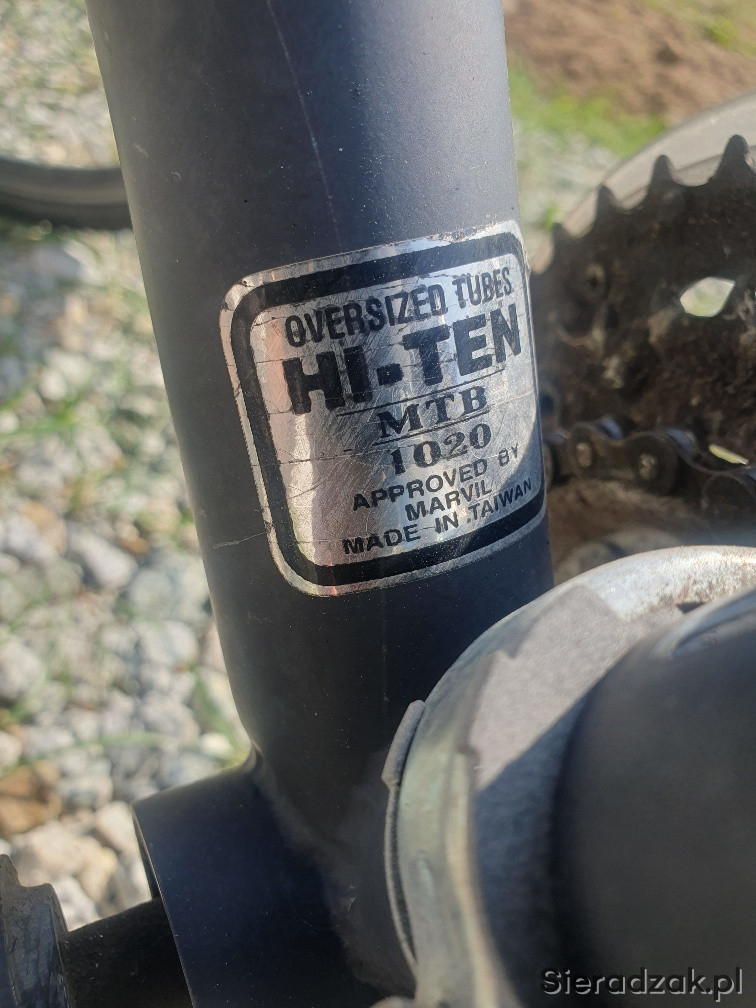 OVERSIZED TUBES
HI-TEN
MTB
1020
APPROVED BY
MARVIL
MADE IN TAIWAN
Sieradzak.pl